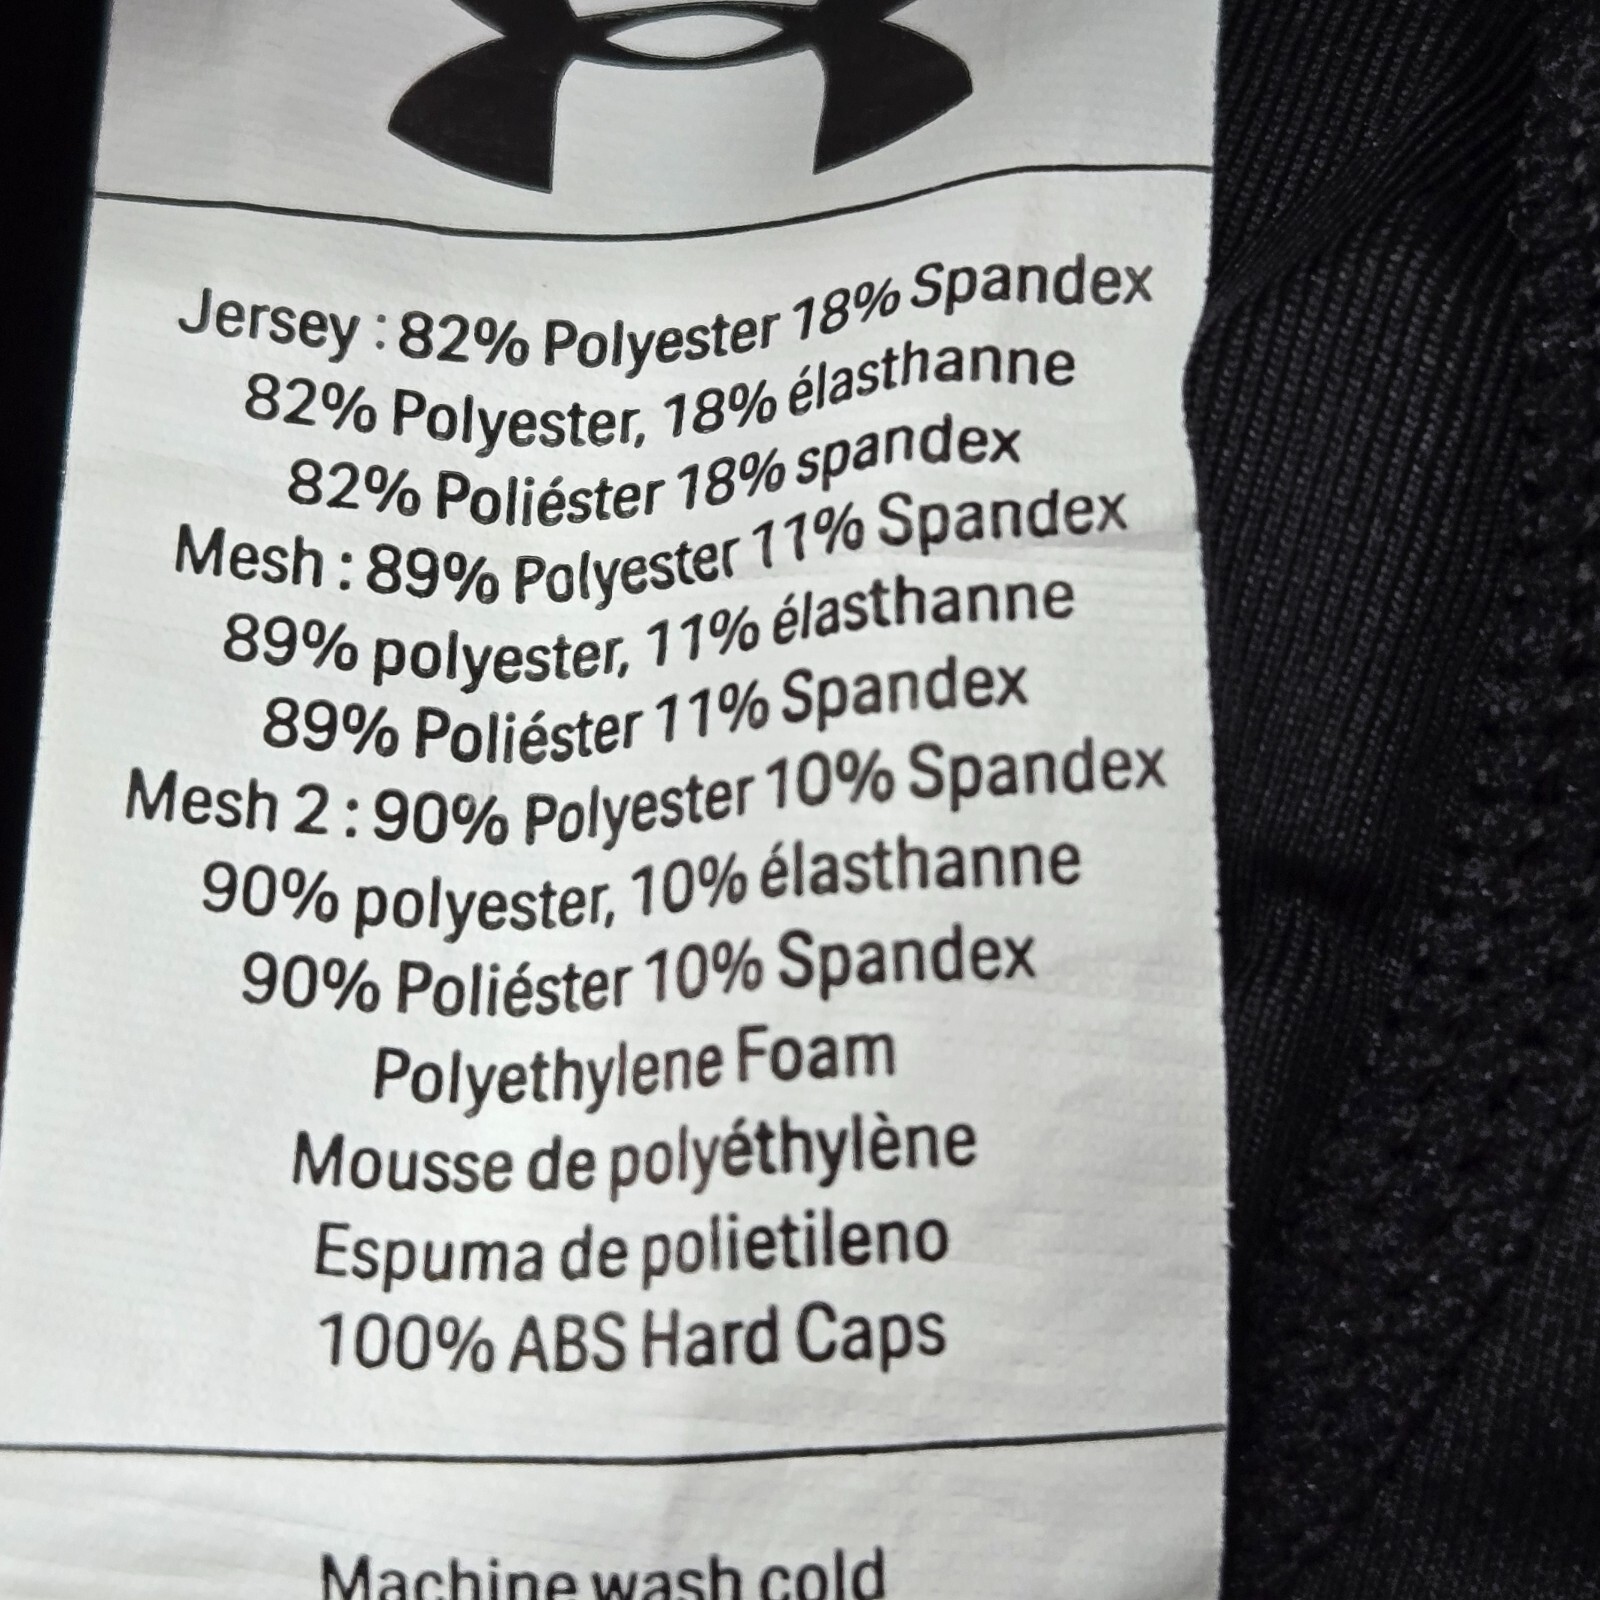 Jersey : 82% Polyester 18% Spandex
82% Polyester, 18% élasthanne
82% Poliéster 18% spandex
Mesh : 89% Polyester 11% Spandex
89% polyester, 11% élasthanne
89% Poliéster 11% Spandex
Mesh 2 : 90% Polyester 10% Spandex
90% polyester, 10% élasthanne
90% Poliéster 10% Spandex
Polyethylene Foam
Mousse de polyéthylène
Espuma de polietileno
100% ABS Hard Caps
Machine wash cold